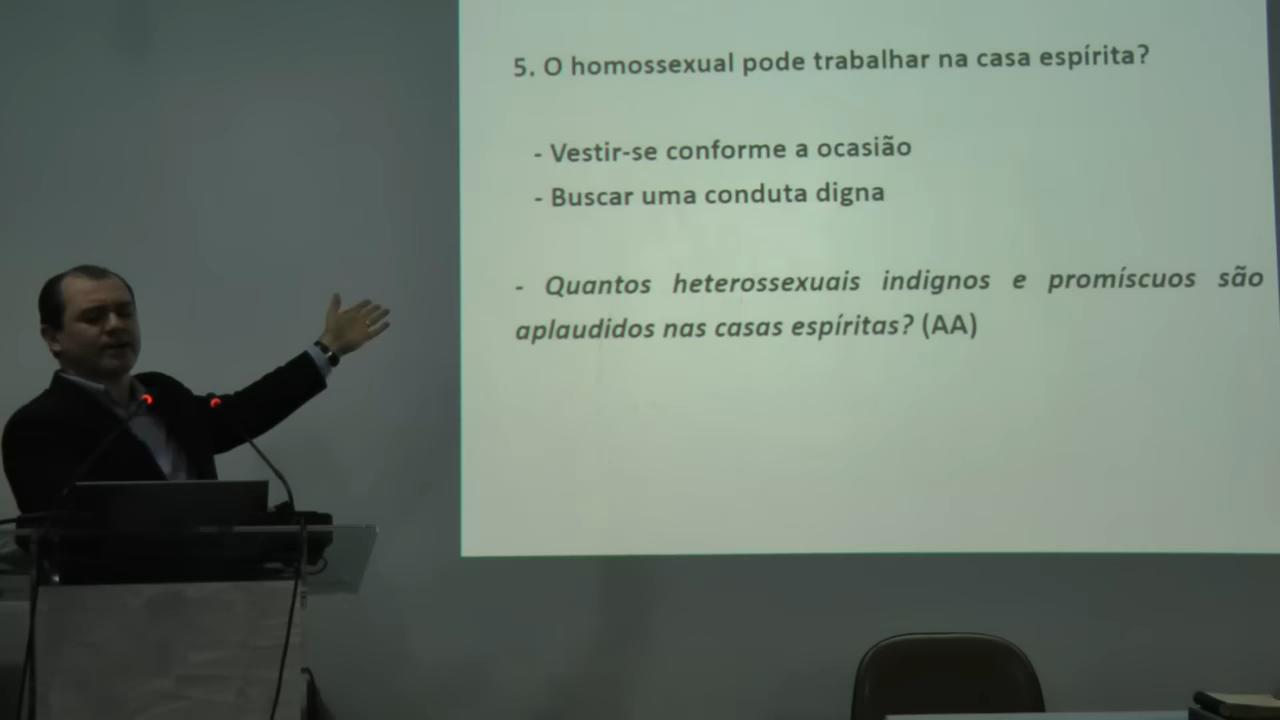 5. O homossexual pode trabalhar na casa espírita?
- Vestir-se conforme a ocasião
- Buscar uma conduta digna
- Quantos heterossexuais indignos e promíscuos são
aplaudidos nas casas espíritas? (AA)